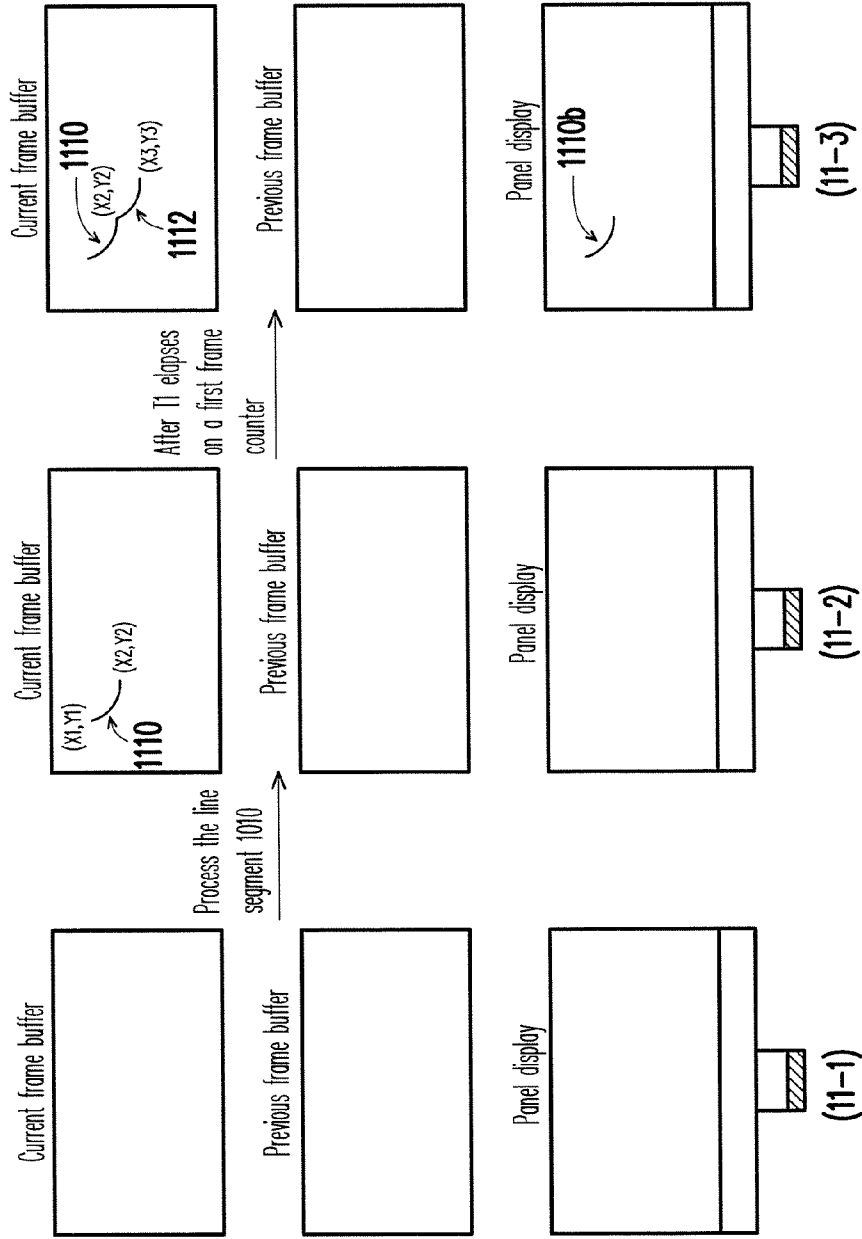 Current frame buffer
Previous frame buffer
Panel display
(11-1)
Process the line
segment 1010
Current frame buffer
(X1,Y1)
(X2,Y2)
1110
Previous frame buffer
Panel display
(11-2)
After T1 elapses
on a first frame
counter
Current frame buffer
1110
(X2,Y2)
(X3,Y3)
1112
Previous frame buffer
Panel display
1110b
(11-3)